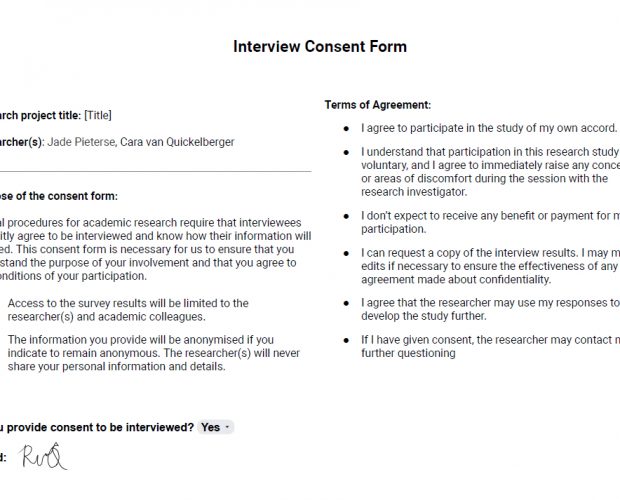 Interview Consent Form
arch project title: [Title]
archer(s): Jade Pieterse, Cara van Quickelberger
ose of the consent form:
l procedures for academic research require that interviewees
itly agree to be interviewed and know how their information will
ed. This consent form is necessary for us to ensure that you
stand the purpose of your involvement and that you agree to
onditions of your participation.
Access to the survey results will be limited to the
researcher(s) and academic colleagues.
The information you provide will be anonymised if you
indicate to remain anonymous. The researcher(s) will never
share your personal information and details.
u provide consent to be interviewed? Yes
d:
Terms of Agreement:
● I agree to participate in the study of my own accord.
● I understand that participation in this research study
voluntary, and I agree to immediately raise any conce
or areas of discomfort during the session with the
research investigator.
● I don't expect to receive any benefit or payment for m
participation.
● I can request a copy of the interview results. I may m
edits if necessary to ensure the effectiveness of any
agreement made about confidentiality.
● I agree that the researcher may use my responses to
develop the study further.
● If I have given consent, the researcher may contact m
further questioning